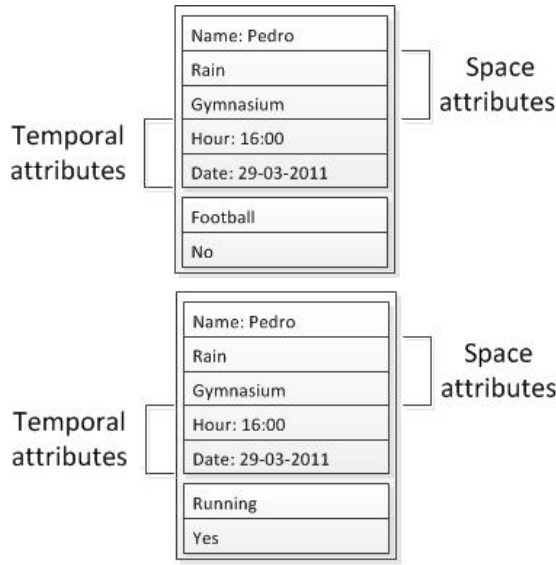 Name: Pedro
Rain
Space
attributes
Gymnasium
Temporal
attributes
Hour: 16:00
Date: 29-03-2011
Football
No
Name: Pedro
Rain
Space
attributes
Gymnasium
Temporal
attributes
Hour: 16:00
Date: 29-03-2011
Running
Yes